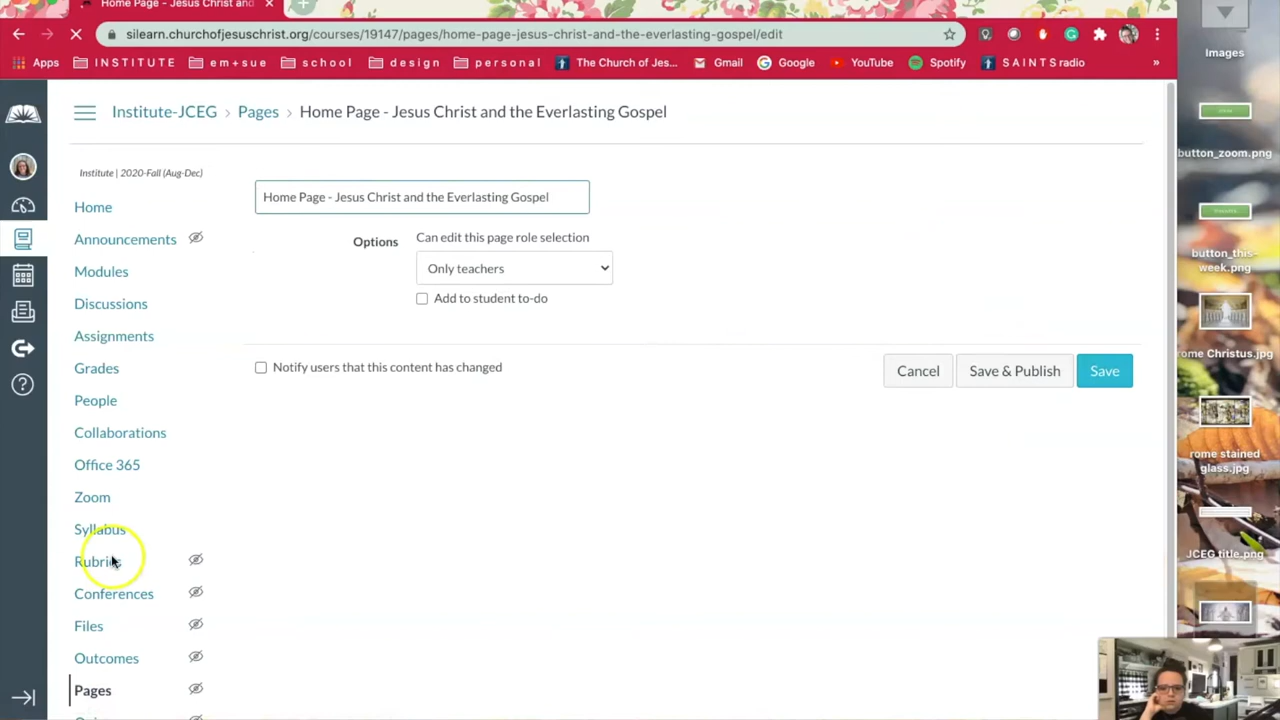 Home Page - Jesus Christ and
silearn.churchofjesuschrist.org/courses/19147/pages/home-page-jesus-christ-and-the-everlasting-gospel/edit
Apps INSTITUTE em+sue school design personal The Church of Jes... Gmail Google YouTube Spotify SAINTS radio »
Institute-JCEG › Pages › Home Page - Jesus Christ and the Everlasting Gospel
Institute | 2020-Fall (Aug-Dec)
Home
Announcements
Modules
Discussions
Assignments
Grades
People
Collaborations
Office 365
Zoom
Syllabus
Rubrics
Conferences
Files
Outcomes
Pages
Home Page - Jesus Christ and the Everlasting Gospel
Options
Can edit this page role selection
Only teachers
Add to student to-do
Notify users that this content has changed
Cancel
Save & Publish
Save
Images
button_zoom.png
button_this-
week.png
rome Christus.jpg
rome stained
glass.jpg
JCEG title.png